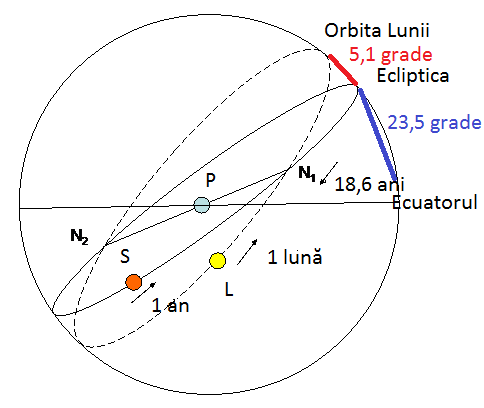 Orbita Lunii
5,1 grade
Ecliptica
23,5 grade
N1
P
18,6 ani
Ecuatorul
N2
S
1 lună
L
1 an